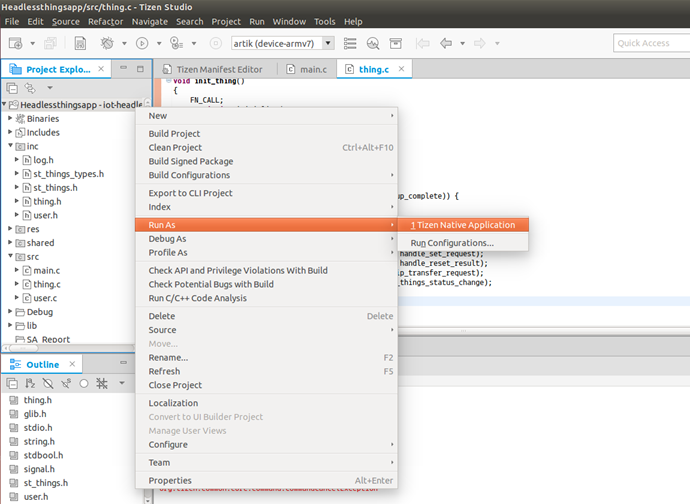 Headlessthingsapp/src/thing.c - Tizen Studio
File Edit Source Refactor Navigate Search Project Run Window Tools Help
artik (device-armv7)
Quick Access
Project Explo...
Tizen Manifest Editor
main.c
thing.c
Headlessthingsapp - iot-headle
Binaries
Includes
inc
log.h
st_things_types.h
st_things.h
thing.h
user.h
res
shared
src
main.c
thing.c
user.c
Debug
lib
SA_Report
void init_thing()
{
FN_CALL;
up_complete)) {
handle_set_request);
handle_reset_result);
ip_transfer_request);
_things_status_change);
New
Build Project
Clean Project Ctrl+Alt+F10
Build Signed Package
Build Configurations
Export to CLI Project
Index
Run As
1 Tizen Native Application
Run Configurations...
Debug As
Profile As
Check API and Privilege Violations With Build
Check Potential Bugs with Build
Run C/C++ Code Analysis
Delete Delete
Source
Move...
Rename... F2
Refresh F5
Close Project
Localization
Convert to UI Builder Project
Manage User Views
Configure
Team
Properties Alt+Enter
Outline
thing.h
glib.h
stdio.h
string.h
stdbool.h
signal.h
st_things.h
user.h